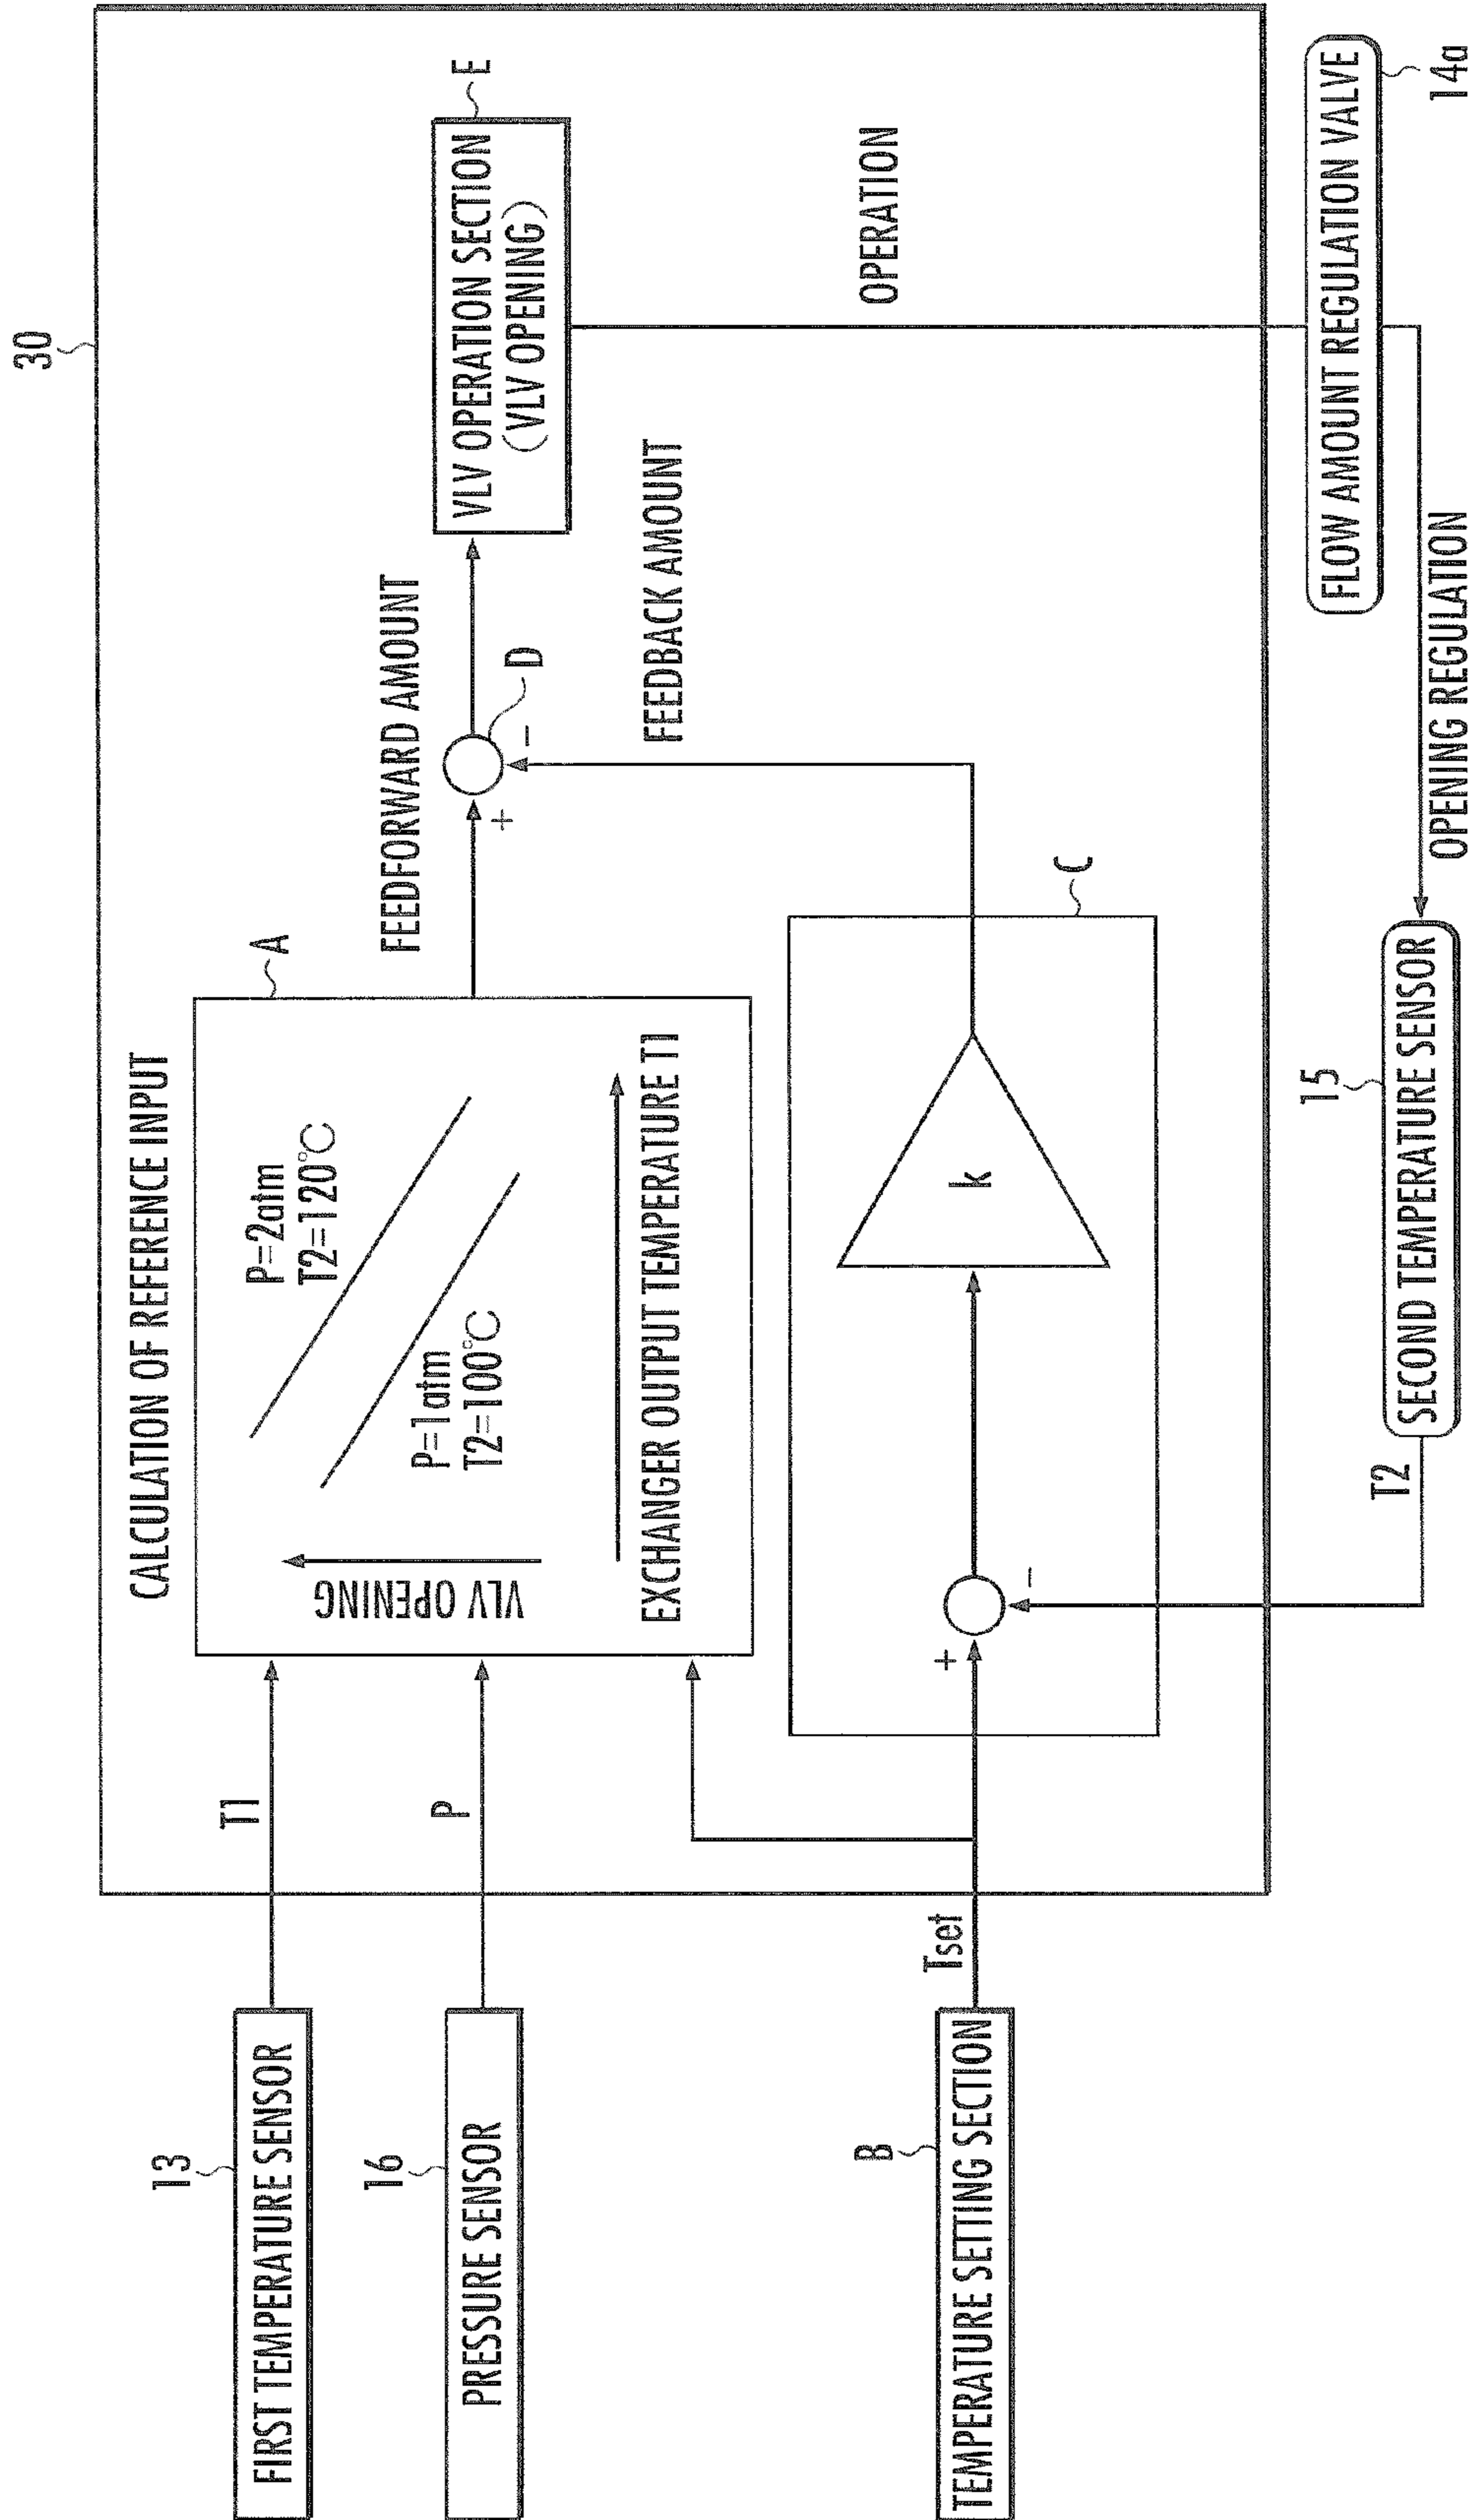 30
CALCULATION OF REFERENCE INPUT
A
13
FIRST TEMPERATURE SENSOR
T1
16
PRESSURE SENSOR
P
P=2atm
T2=120°C
P=1atm
T2=100°C
VLV OPENING
EXCHANGER OUTPUT TEMPERATURE T1
FEEDFORWARD AMOUNT
+
-
D
VLV OPERATION SECTION
(VLV OPENING)
E
FEEDBACK AMOUNT
OPERATION
B
TEMPERATURE SETTING SECTION
Tset
+
-
k
C
15
SECOND TEMPERATURE SENSOR
T2
OPENING REGULATION
FLOW AMOUNT REGULATION VALVE
14a